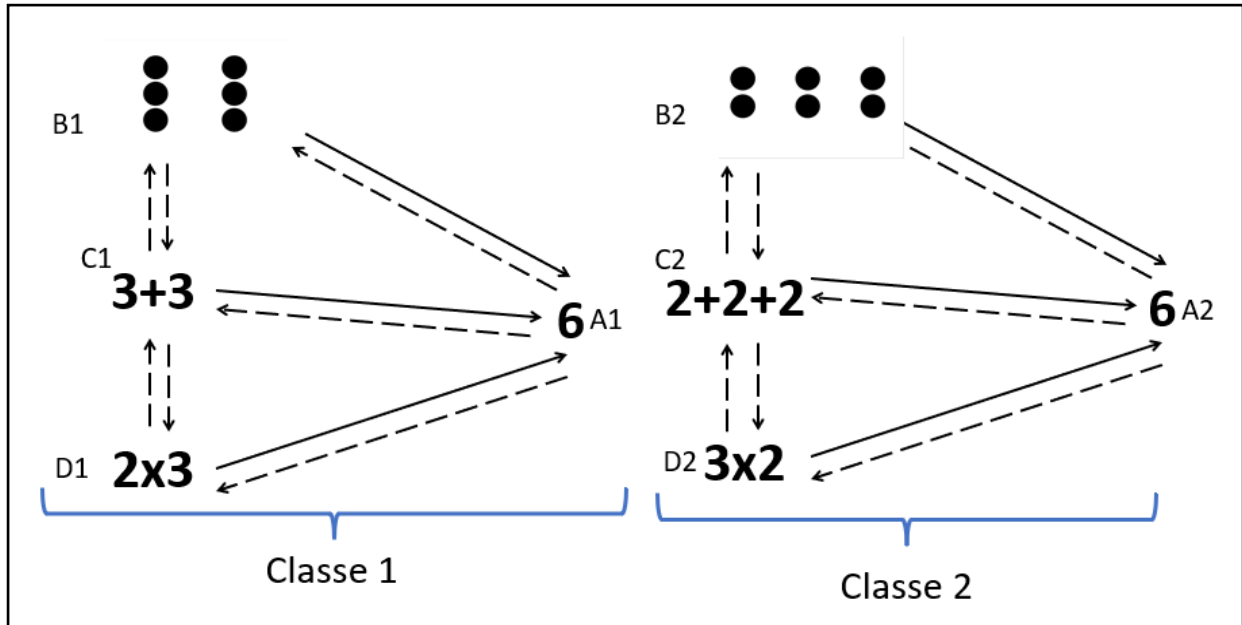 B1
C1
3+3
6 A1
D1 2x3
Classe 1
B2
C2
2+2+2
6 A2
D2 3x2
Classe 2